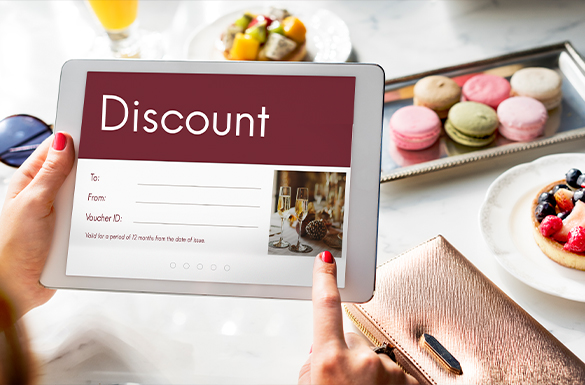 Discount
To:
From:
Voucher ID:
Valid for a period of 12 months from the date of issue.